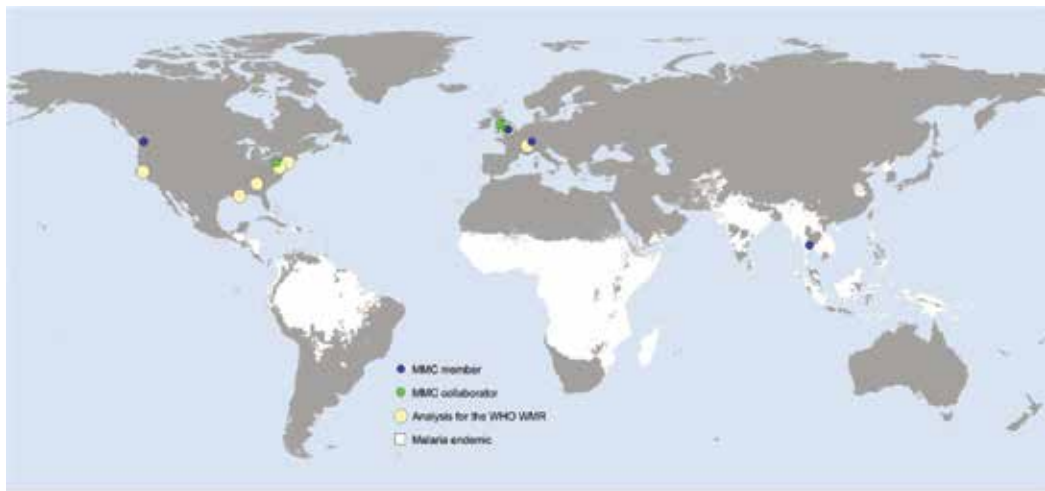 MMC member
MMC collaborator
Analysis for the WHO WMR
Malaria endemic